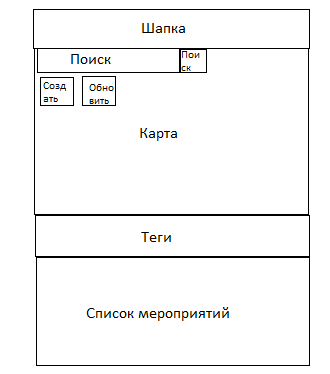 Шапка
Поиск
Пои
ск
Созд
ать
Обно
вить
Карта
Теги
Список мероприятий